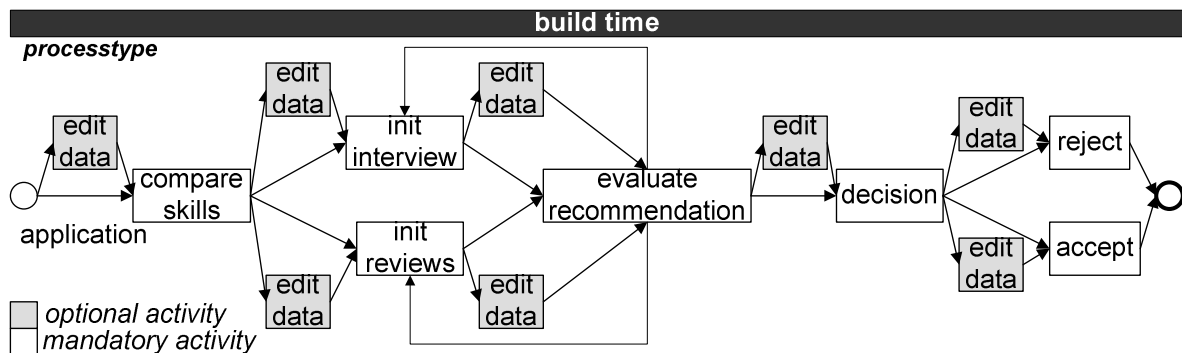 build time
processtype
edit
data
application
compare
skills
edit
data
edit
data
init
interview
init
reviews
edit
data
edit
data
evaluate
recommendation
edit
data
decision
edit
data
edit
data
reject
accept
optional activity
mandatory activity